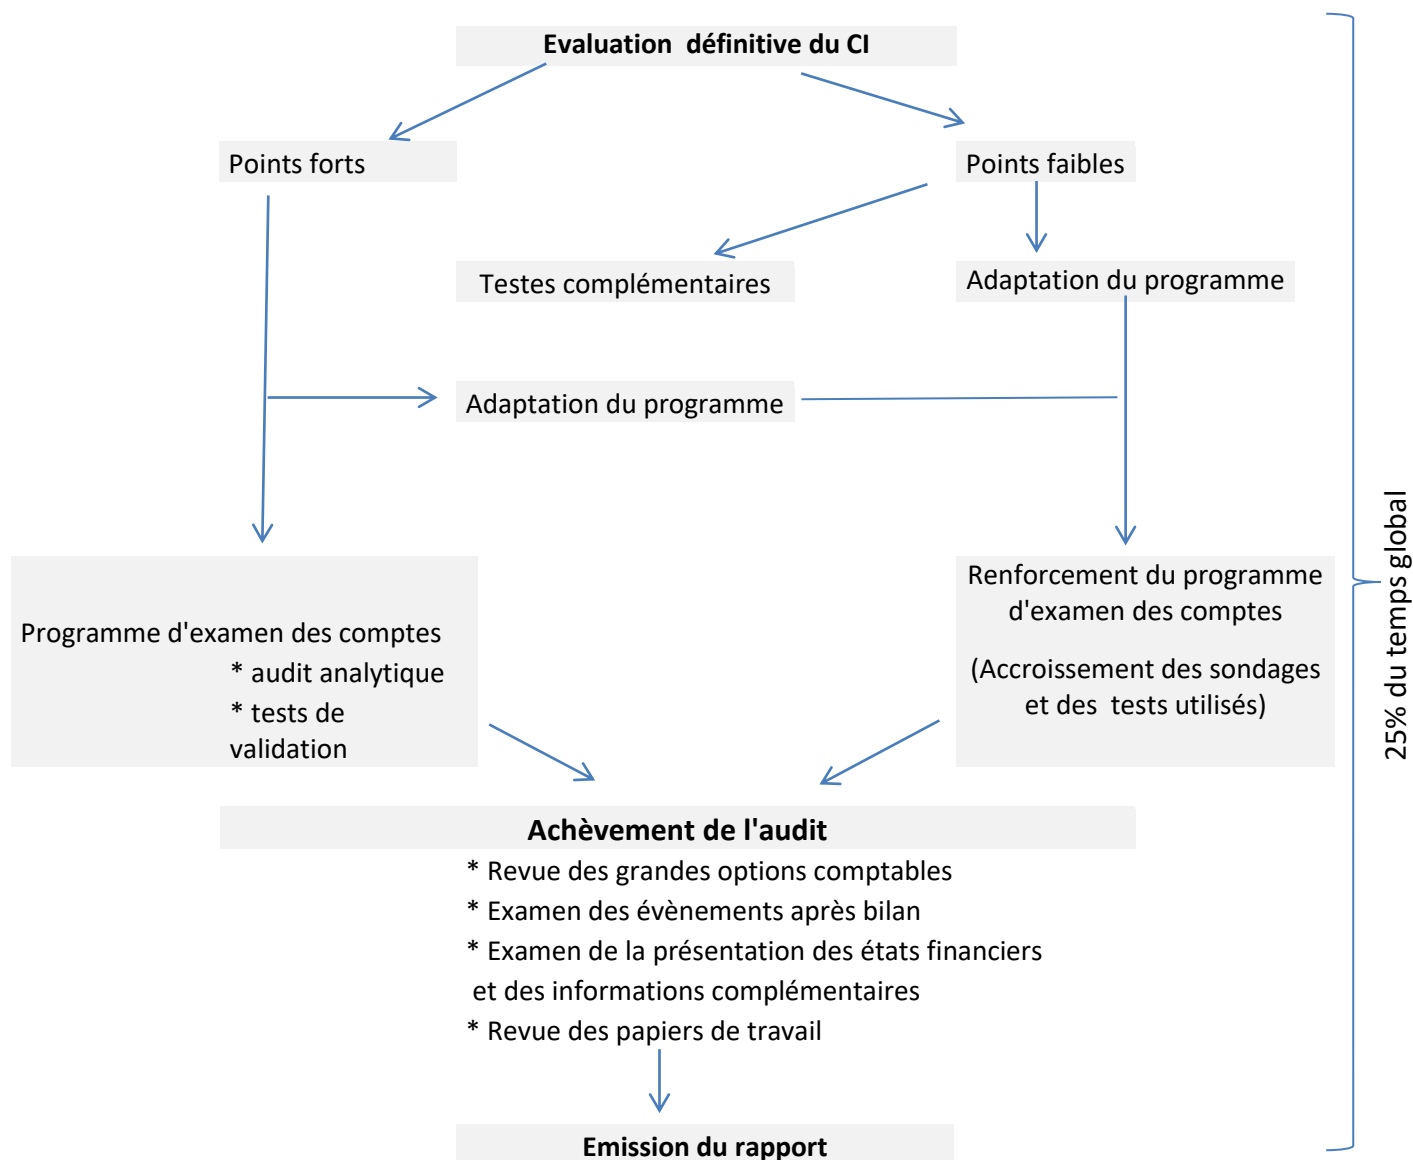 Evaluation  définitive du CI
Points forts
Points faibles
Testes complémentaires
Adaptation du programme
Adaptation du programme
Programme d'examen des comptes
* audit analytique
* tests de
validation
Renforcement du programme
d'examen des comptes
(Accroissement des sondages
et des  tests utilisés)
25% du temps global
Achèvement de l'audit
* Revue des grandes options comptables
* Examen des évènements après bilan
* Examen de la présentation des états financiers
et des informations complémentaires
* Revue des papiers de travail
Emission du rapport